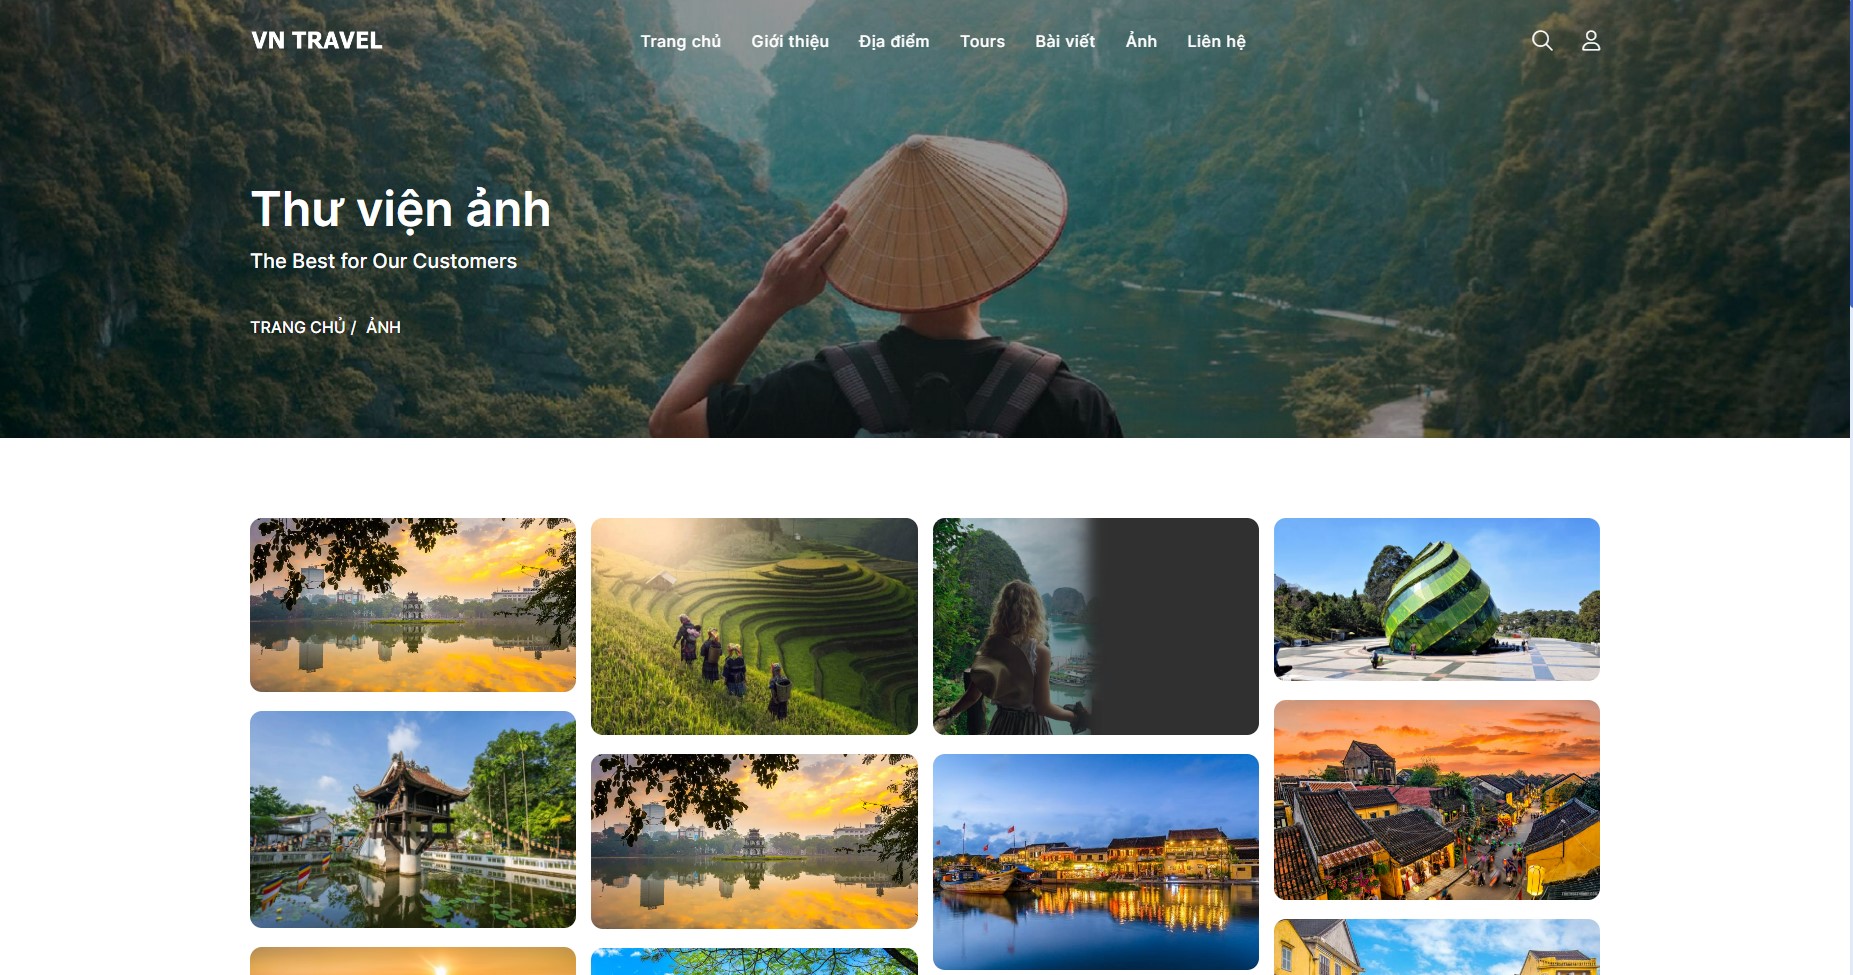 VN TRAVEL
Trang chủ Giới thiệu Địa điểm Tours Bài viết Ảnh Liên hệ
Thư viện ảnh
The Best for Our Customers
TRANG CHỦ / ẢNH